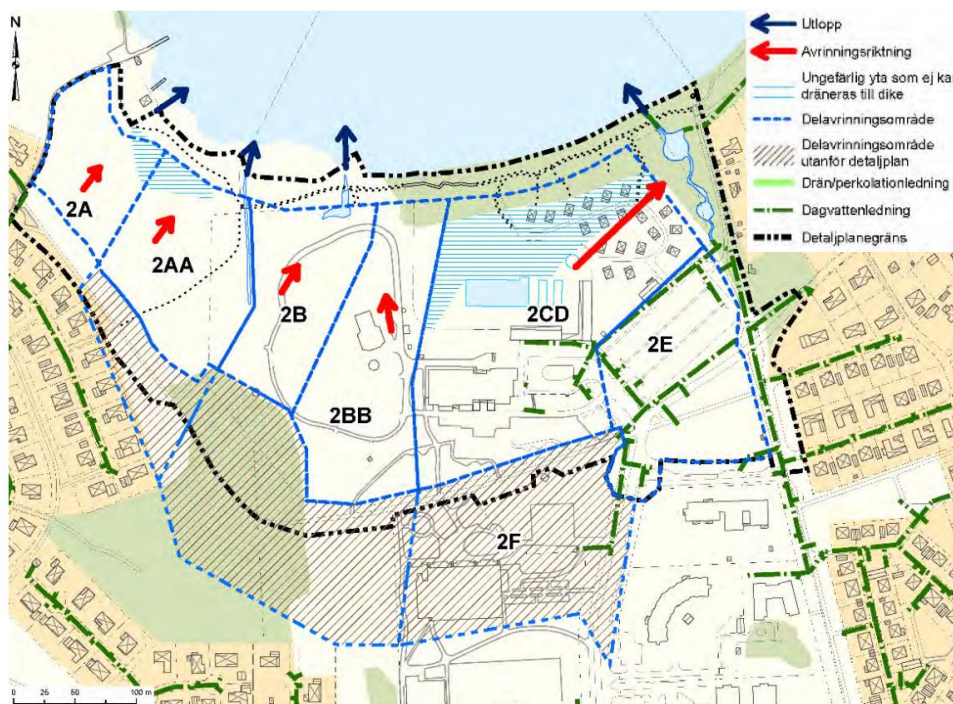 N
Utlopp
Avrinningsriktning
Ungefärlig yta som ej ka
dräneras till dike
Delavrinningsområde
Delavrinningsområde
utanför detaljplan
Drän/perkolationledning
Dagvattenledning
Detaljplanegräns
2A
2AA
2B
2BB
2CD
2E
2F
0 25 50 100 m